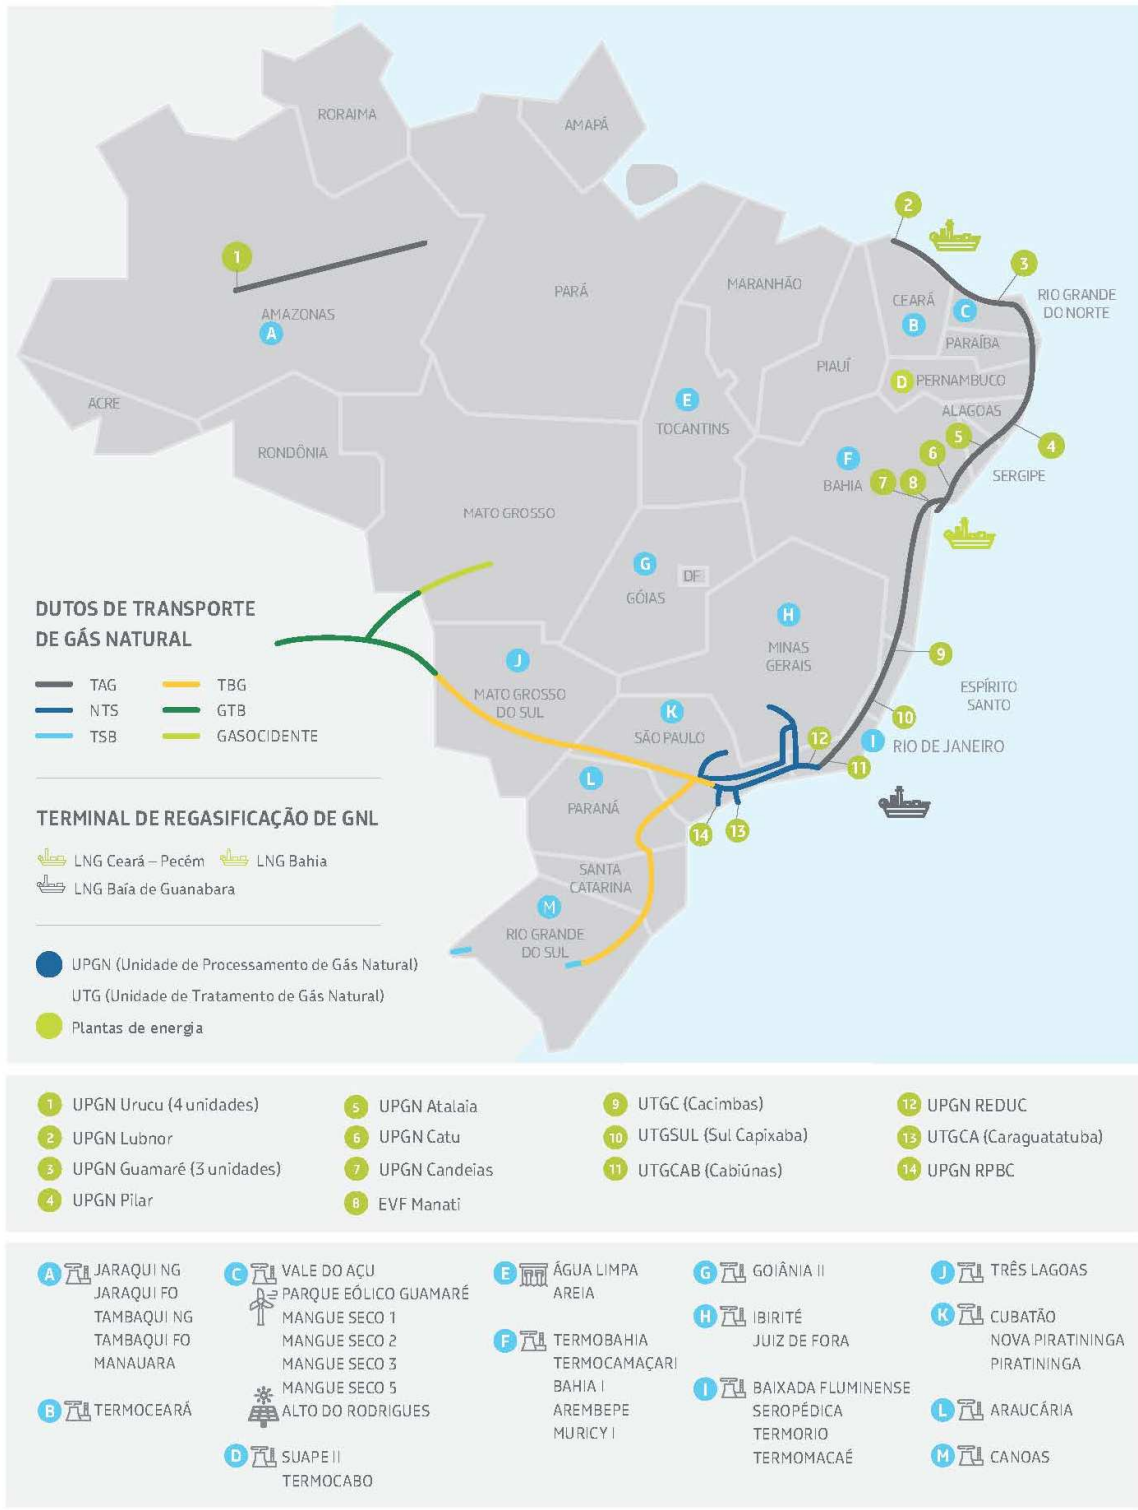 RORAIMA
AMAPÁ
2
1
3
MARANHÃO
PARÁ
CEARÁ
RIO GRANDE
DO NORTE
AMAZONAS
C
A
B
PARAÍBA
PIAUÍ
D PERNAMBUCO
ACRE
E
ALAGOAS
TOCANTINS
5
4
RONDÔNIA
F
6
SERGIPE
BAHIA
7
8
MATO GROSSO
G
DF
GÓIAS
DUTOS DE TRANSPORTE
DE GÁS NATURAL
H
MINAS
GERAIS
9
J
TAG
TBG
NTS
GTB
TSB
GASOCIDENTE
MATO GROSSO
DO SUL
ESPÍRITO
SANTO
K
SÃO PAULO
10
12
I
RIO DE JANEIRO
11
L
PARANÁ
14
13
TERMINAL DE REGASIFICAÇÃO DE GNL
LNG Ceará – Pecém
LNG Bahia
LNG Baía de Guanabara
SANTA
CATARINA
M
RIO GRANDE
DO SUL
UPGN (Unidade de Processamento de Gás Natural)
UTG (Unidade de Tratamento de Gás Natural)
Plantas de energia
1 UPGN Urucu (4 unidades)
2 UPGN Lubnor
3 UPGN Guamaré (3 unidades)
4 UPGN Pilar
5 UPGN Atalaia
6 UPGN Catu
7 UPGN Candeias
8 EVF Manati
9 UTGC (Cacimbas)
10 UTGSUL (Sul Capixaba)
11 UTGCAB (Cabiúnas)
12 UPGN REDUC
13 UTGCA (Caraguatatuba)
14 UPGN RPBC
A JARAQUI NG
JARAQUI FO
TAMBAQUI NG
TAMBAQUI FO
MANAUARA
B TERMOCEARÁ
C VALE DO AÇU
PARQUE EÓLICO GUAMARÉ
MANGUE SECO 1
MANGUE SECO 2
MANGUE SECO 3
MANGUE SECO 5
ALTO DO RODRIGUES
D SUAPE II
TERMOCABO
E ÁGUA LIMPA
AREIA
F TERMOBAHIA
TERMOCAMAÇARI
BAHIA I
AREMBEPE
MURICY I
G GOIÂNIA II
H IBIRITÉ
JUIZ DE FORA
I BAIXADA FLUMINENSE
SEROPÉDICA
TERMORIO
TERMOMACAÉ
J TRÊS LAGOAS
K CUBATÃO
NOVA PIRATININGA
PIRATININGA
L ARAUCÁRIA
M CANOAS